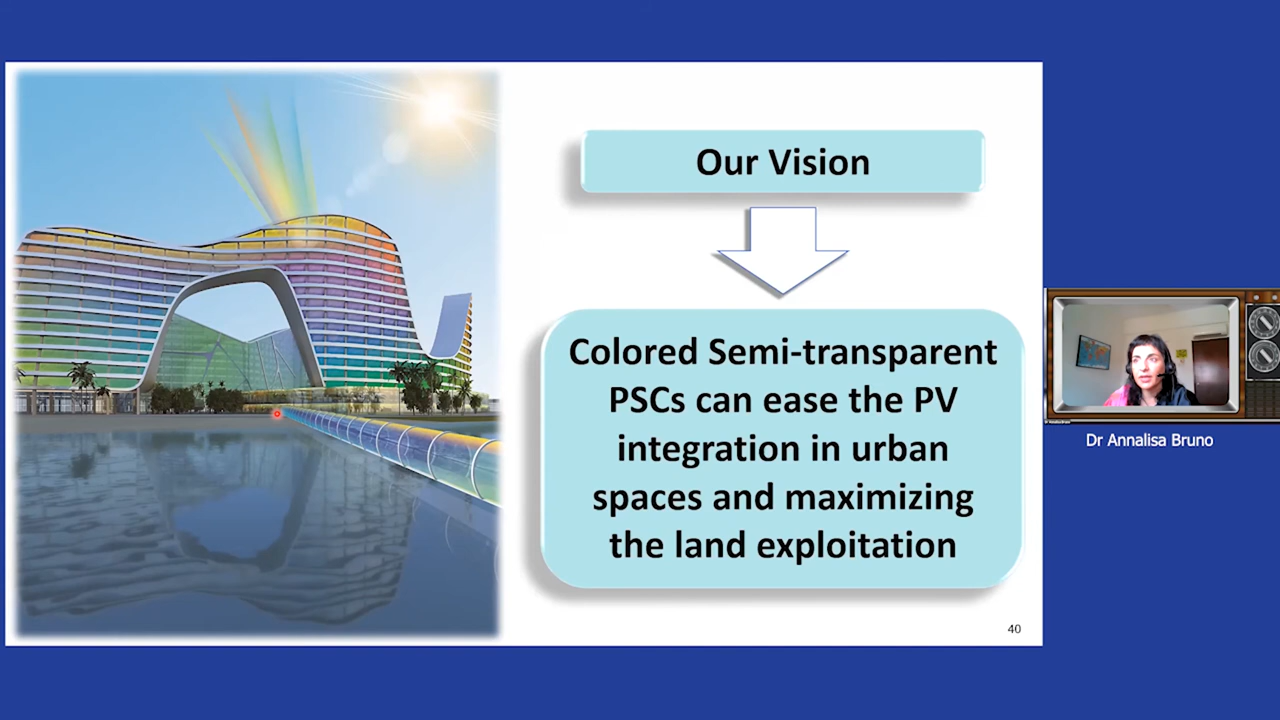 Our Vision
Colored Semi-transparent
PSCs can ease the PV
integration in urban
spaces and maximizing
the land exploitation
40
Dr Annalisa Bruno